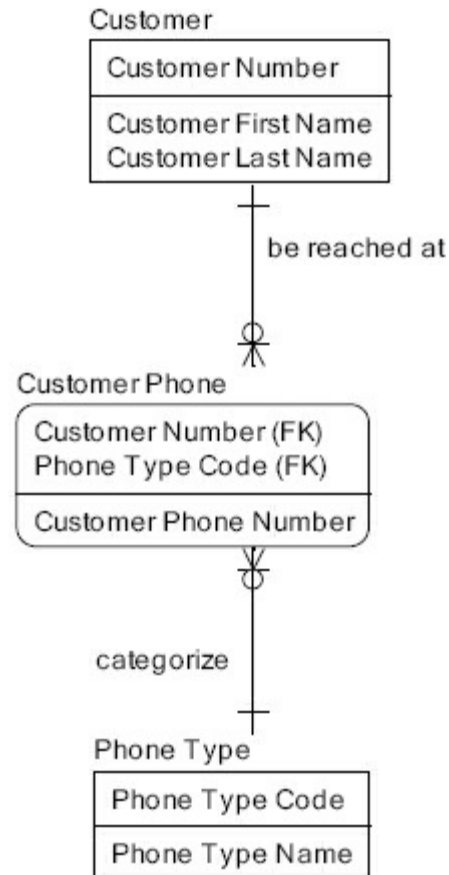 Customer
Customer Number
Customer First Name
Customer Last Name
be reached at
Customer Phone
Customer Number (FK)
Phone Type Code (FK)
Customer Phone Number
categorize
Phone Type
Phone Type Code
Phone Type Name